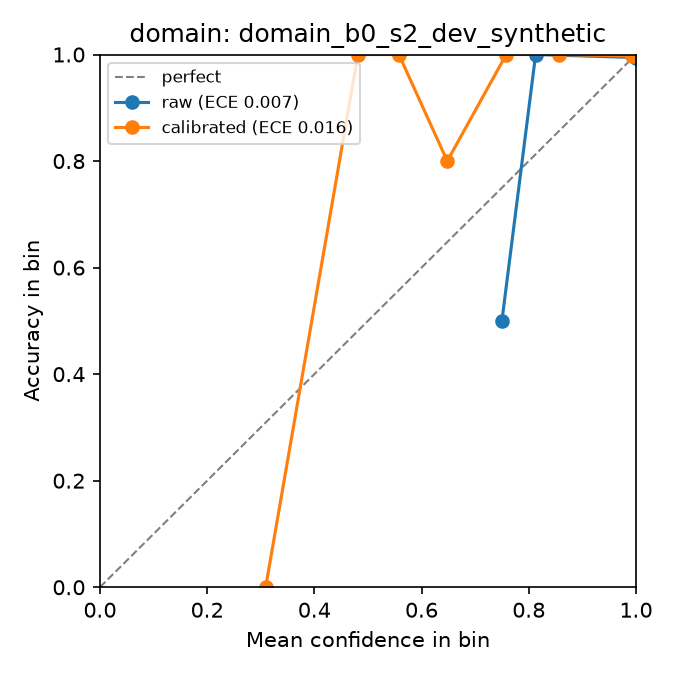 domain: domain_b0_s2_dev_synthetic
perfect
raw (ECE 0.007)
calibrated (ECE 0.016)
1.0
0.8
0.6
0.4
0.2
0.0
Accuracy in bin
0.0 0.2 0.4 0.6 0.8 1.0
Mean confidence in bin